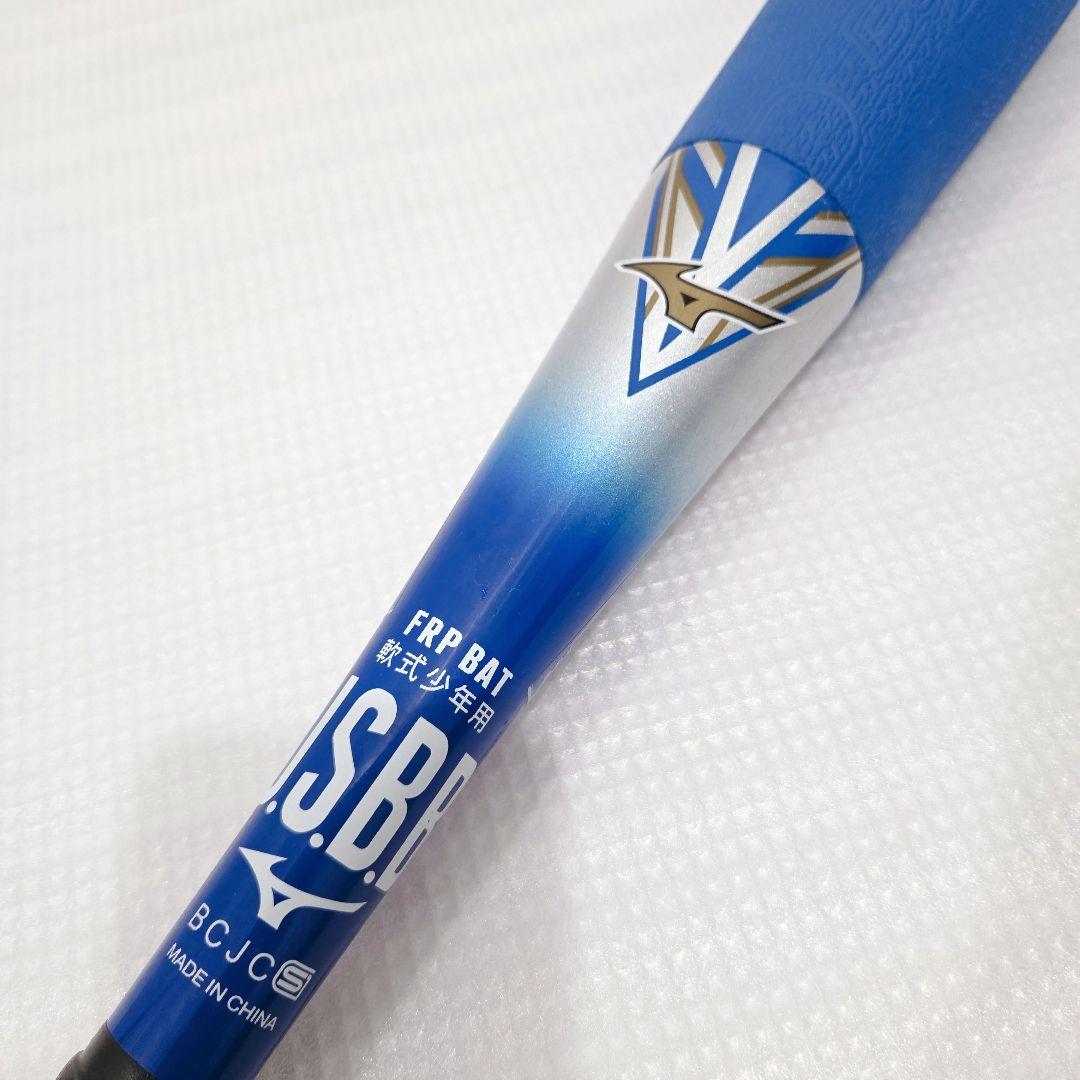 FRP BAT
軟式少年用
J.S.B.B
BCJC S
MADE IN CHINA